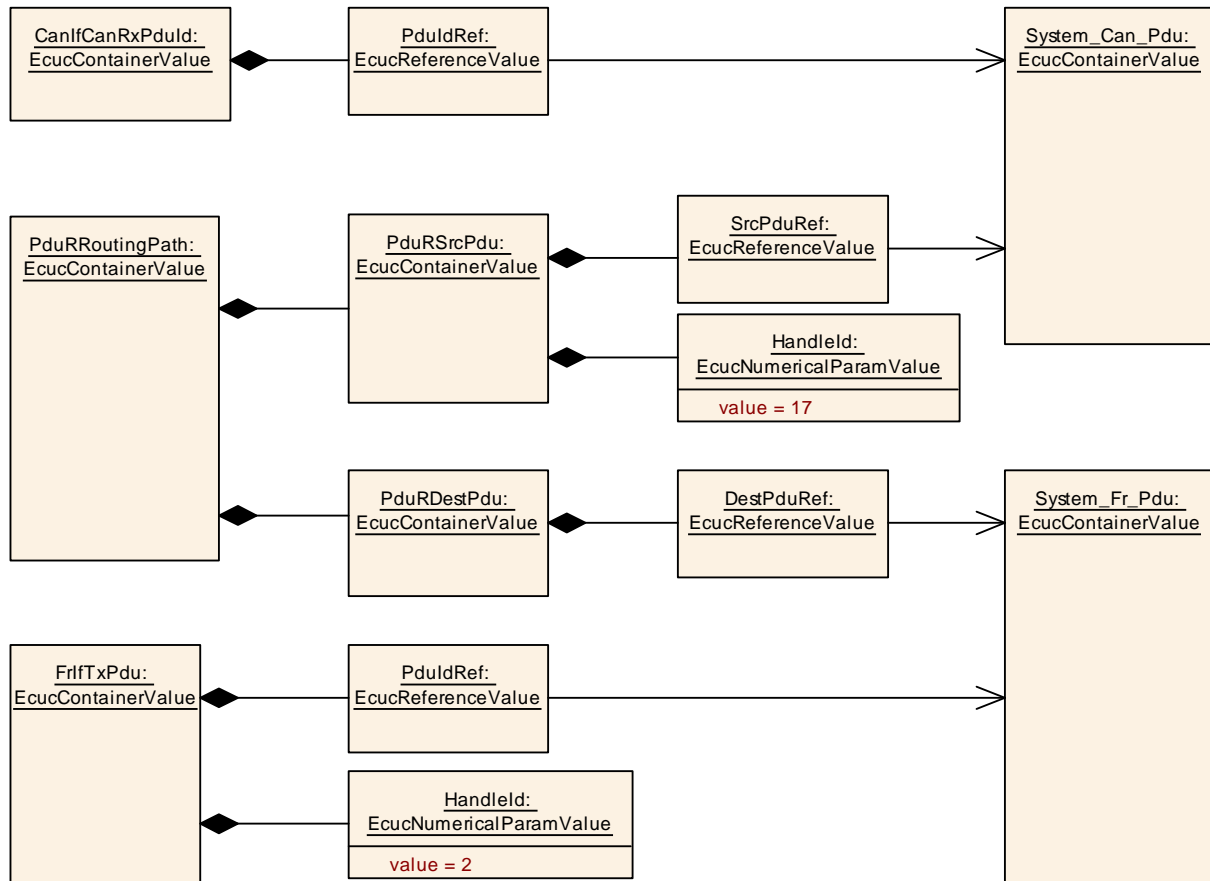 CanIfCanRxPduId:
EcucContainerValue
PduIdRef:
EcucReferenceValue
System_Can_Pdu:
EcucContainerValue
PduRRoutingPath:
EcucContainerValue
PduRSrcPdu:
EcucContainerValue
SrcPduRef:
EcucReferenceValue
HandleId:
EcucNumericalParamValue
value = 17
PduRDestPdu:
EcucContainerValue
DestPduRef:
EcucReferenceValue
System_Fr_Pdu:
EcucContainerValue
FrIfTxPdu:
EcucContainerValue
PduIdRef:
EcucReferenceValue
HandleId:
EcucNumericalParamValue
value = 2